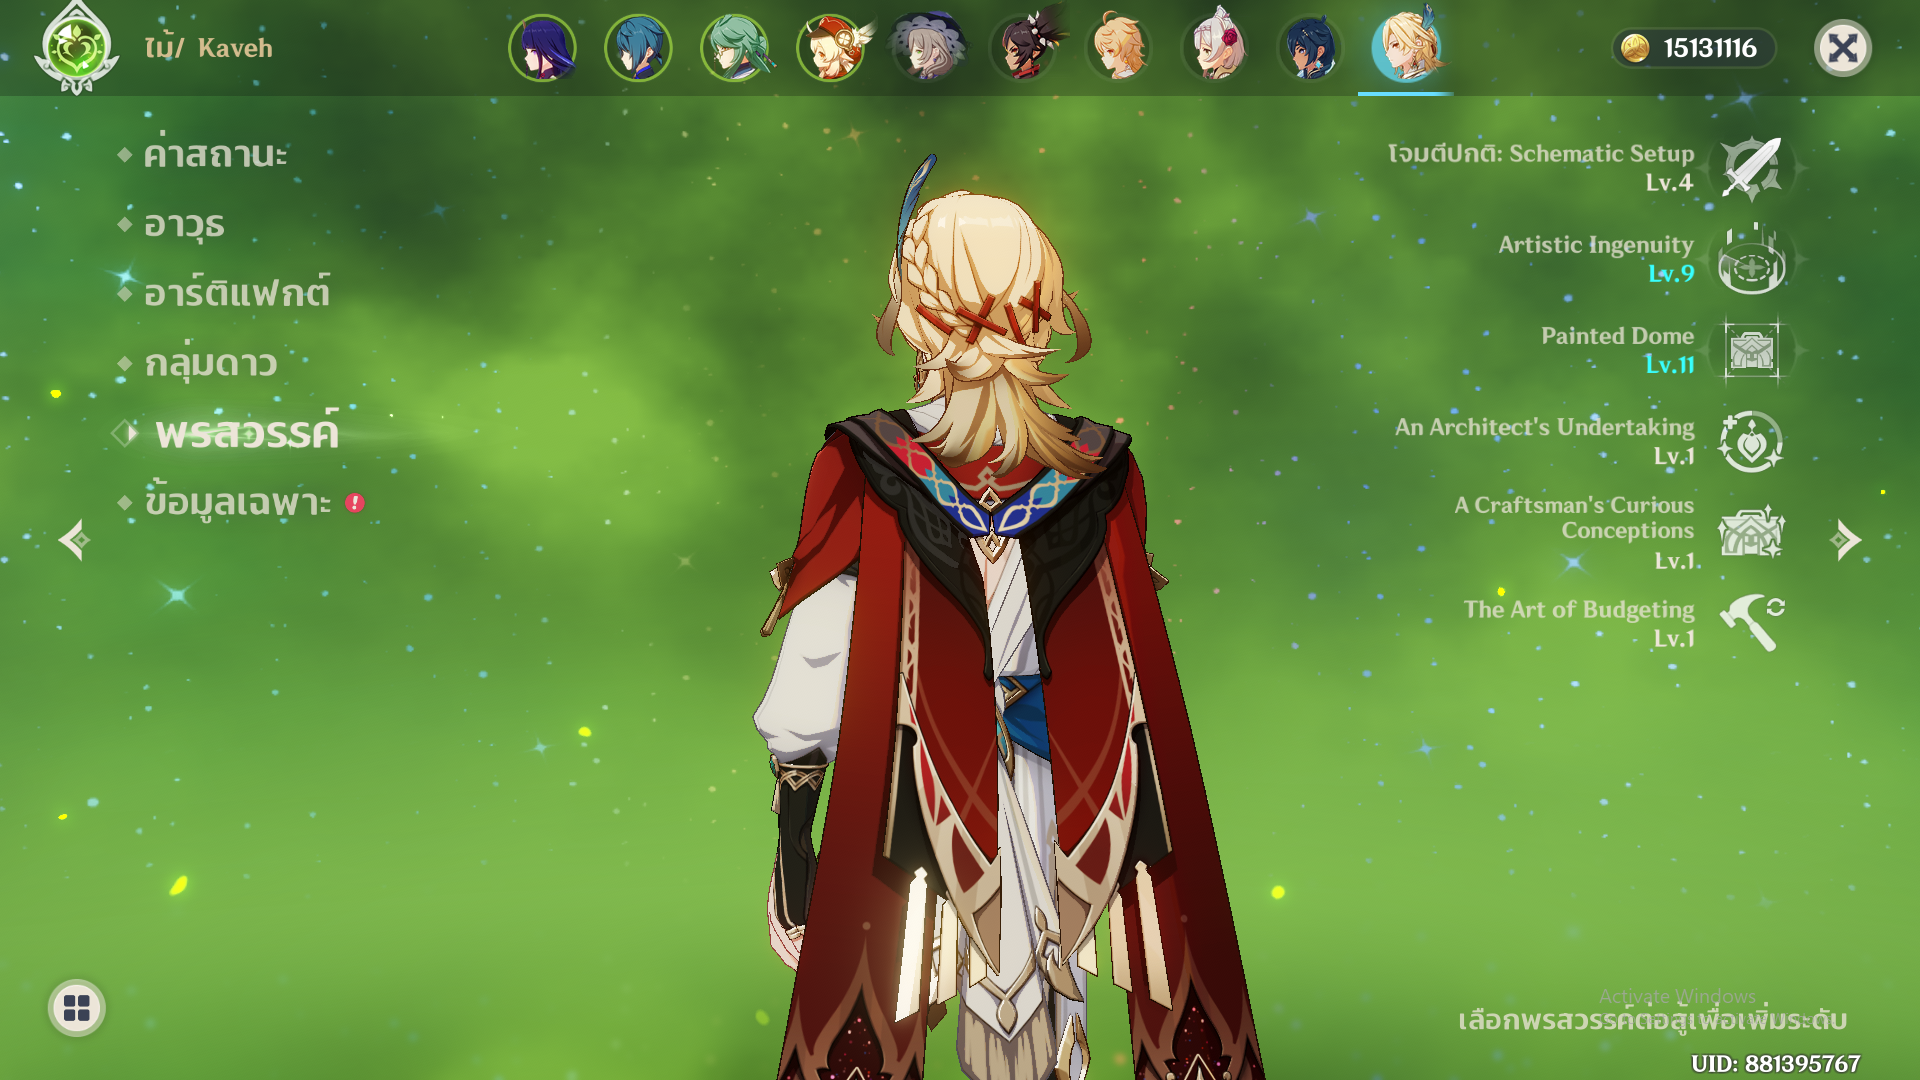 ไม้/ Kaveh
15131116
ค่าสถานะ
อาวุธ
อาร์ติแฟกต์
กลุ่มดาว
พรสวรรค์
ข้อมูลเฉพาะ
โจมตีปกติ: Schematic Setup
Lv.4
Artistic Ingenuity
Lv.9
Painted Dome
Lv.11
An Architect's Undertaking
Lv.1
A Craftsman's Curious
Conceptions
Lv.1
The Art of Budgeting
Lv.1
Activate Windows
เลือกพรสวรรค์ต่อสู้เพื่อเพิ่มระดับ
UID: 881395767